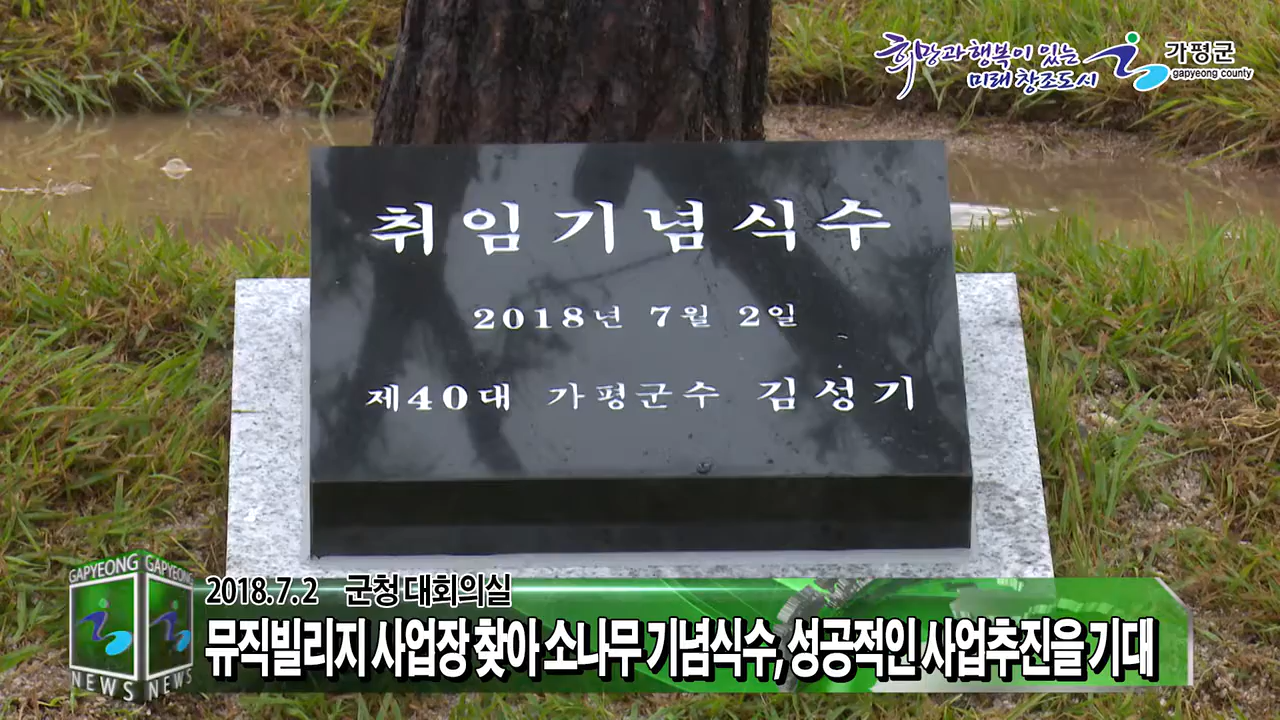 희망과 행복이 있는
미래 창조도시
가평군
gapyeong county
취임기념식수
2018년 7월 2일
제40대 가평군수 김성기
GAPYEONG GAPYEONG
NEWS NEWS
2018.7.2 군청 대회의실
뮤직빌리지 사업장 찾아 소나무 기념식수, 성공적인 사업추진을 기대